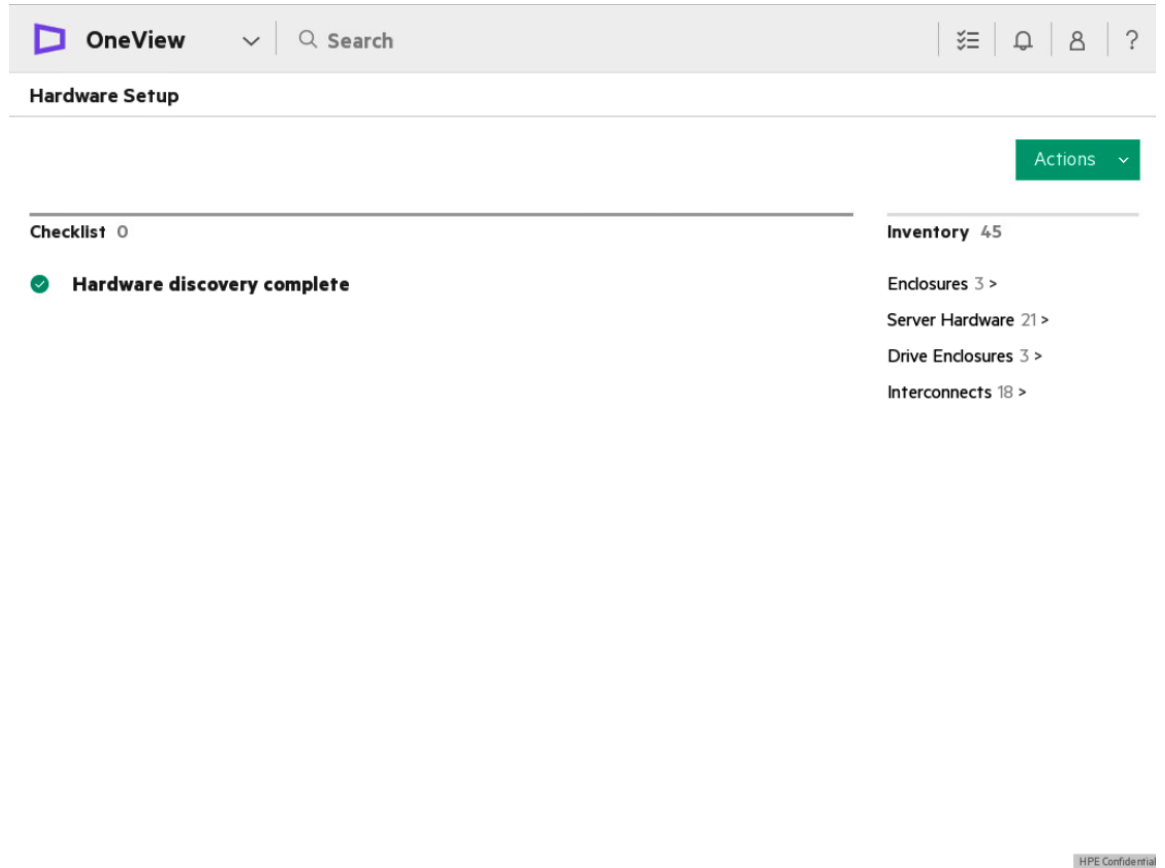 OneView Search ?
Hardware Setup
Actions
Checklist 0
Hardware discovery complete
Inventory 45
Enclosures 3 >
Server Hardware 21 >
Drive Enclosures 3 >
Interconnects 18 >
HPE Confidential